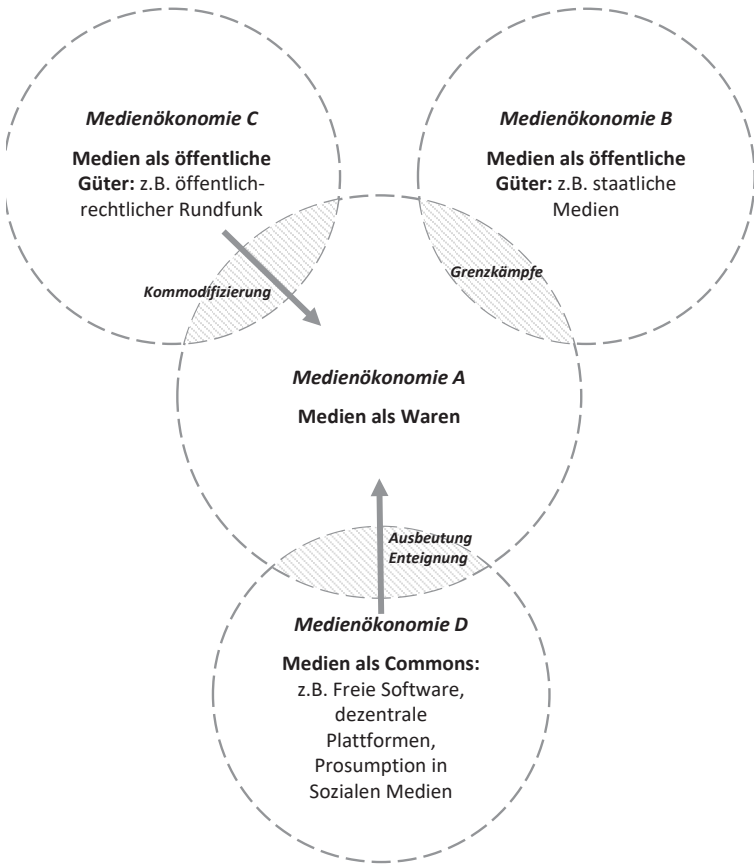 Medienökonomie C
Medien als öffentliche
Güter: z.B. öffentlich-
rechtlicher Rundfunk
Medienökonomie B
Medien als öffentliche
Güter: z.B. staatliche
Medien
Kommodifizierung
Grenzkämpfe
Medienökonomie A
Medien als Waren
Ausbeutung
Enteignung
Medienökonomie D
Medien als Commons:
z.B. Freie Software,
dezentrale
Plattformen,
Prosumption in
Sozialen Medien